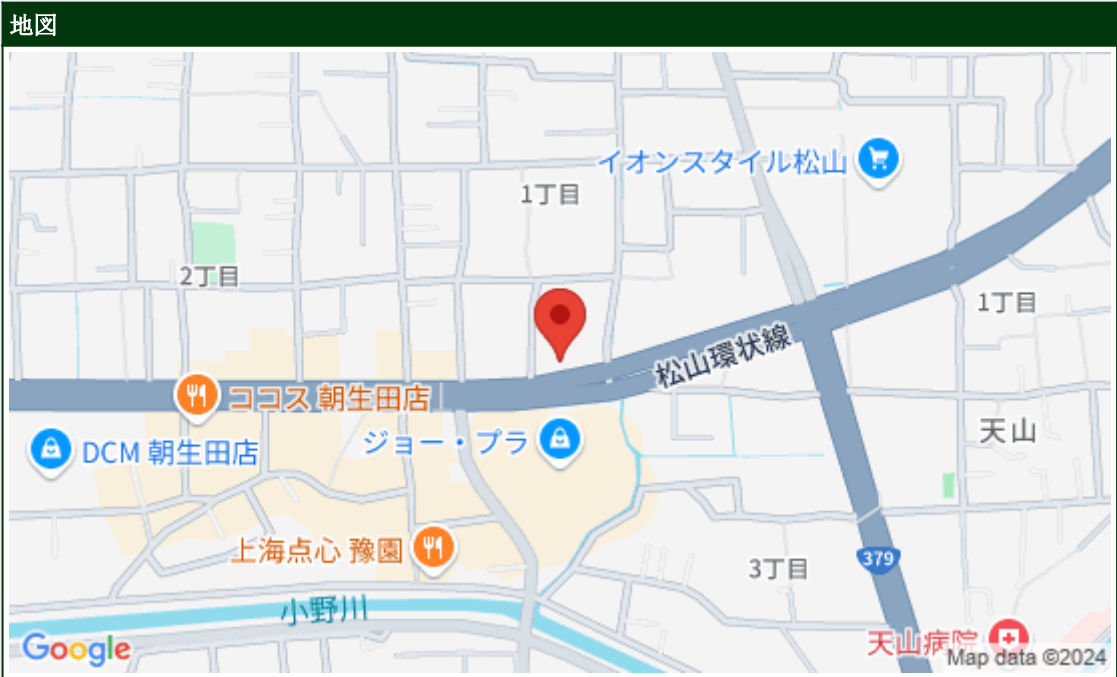 地図
イオンスタイル松山
1丁目
2丁目
1丁目
松山環状線
ココス 朝生田店
ジョー・プラ
天山
DCM 朝生田店
上海点心 豫園
3丁目
379
小野川
天山病院
Google
Map data ©2024